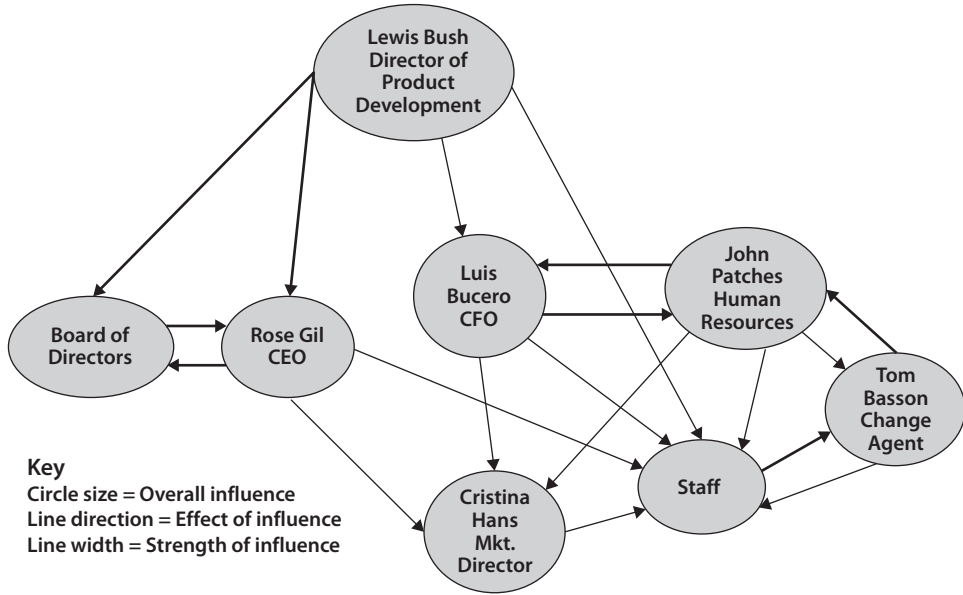 Lewis Bush
Director of
Product
Development
John
Patches
Human
Resources
Luis
Bucero
CFO
Board of
Directors
Rose Gil
CEO
Tom
Basson
Change
Agent
Staff
Cristina
Hans
Mkt.
Director
Key
Circle size = Overall influence
Line direction = Effect of influence
Line width = Strength of influence